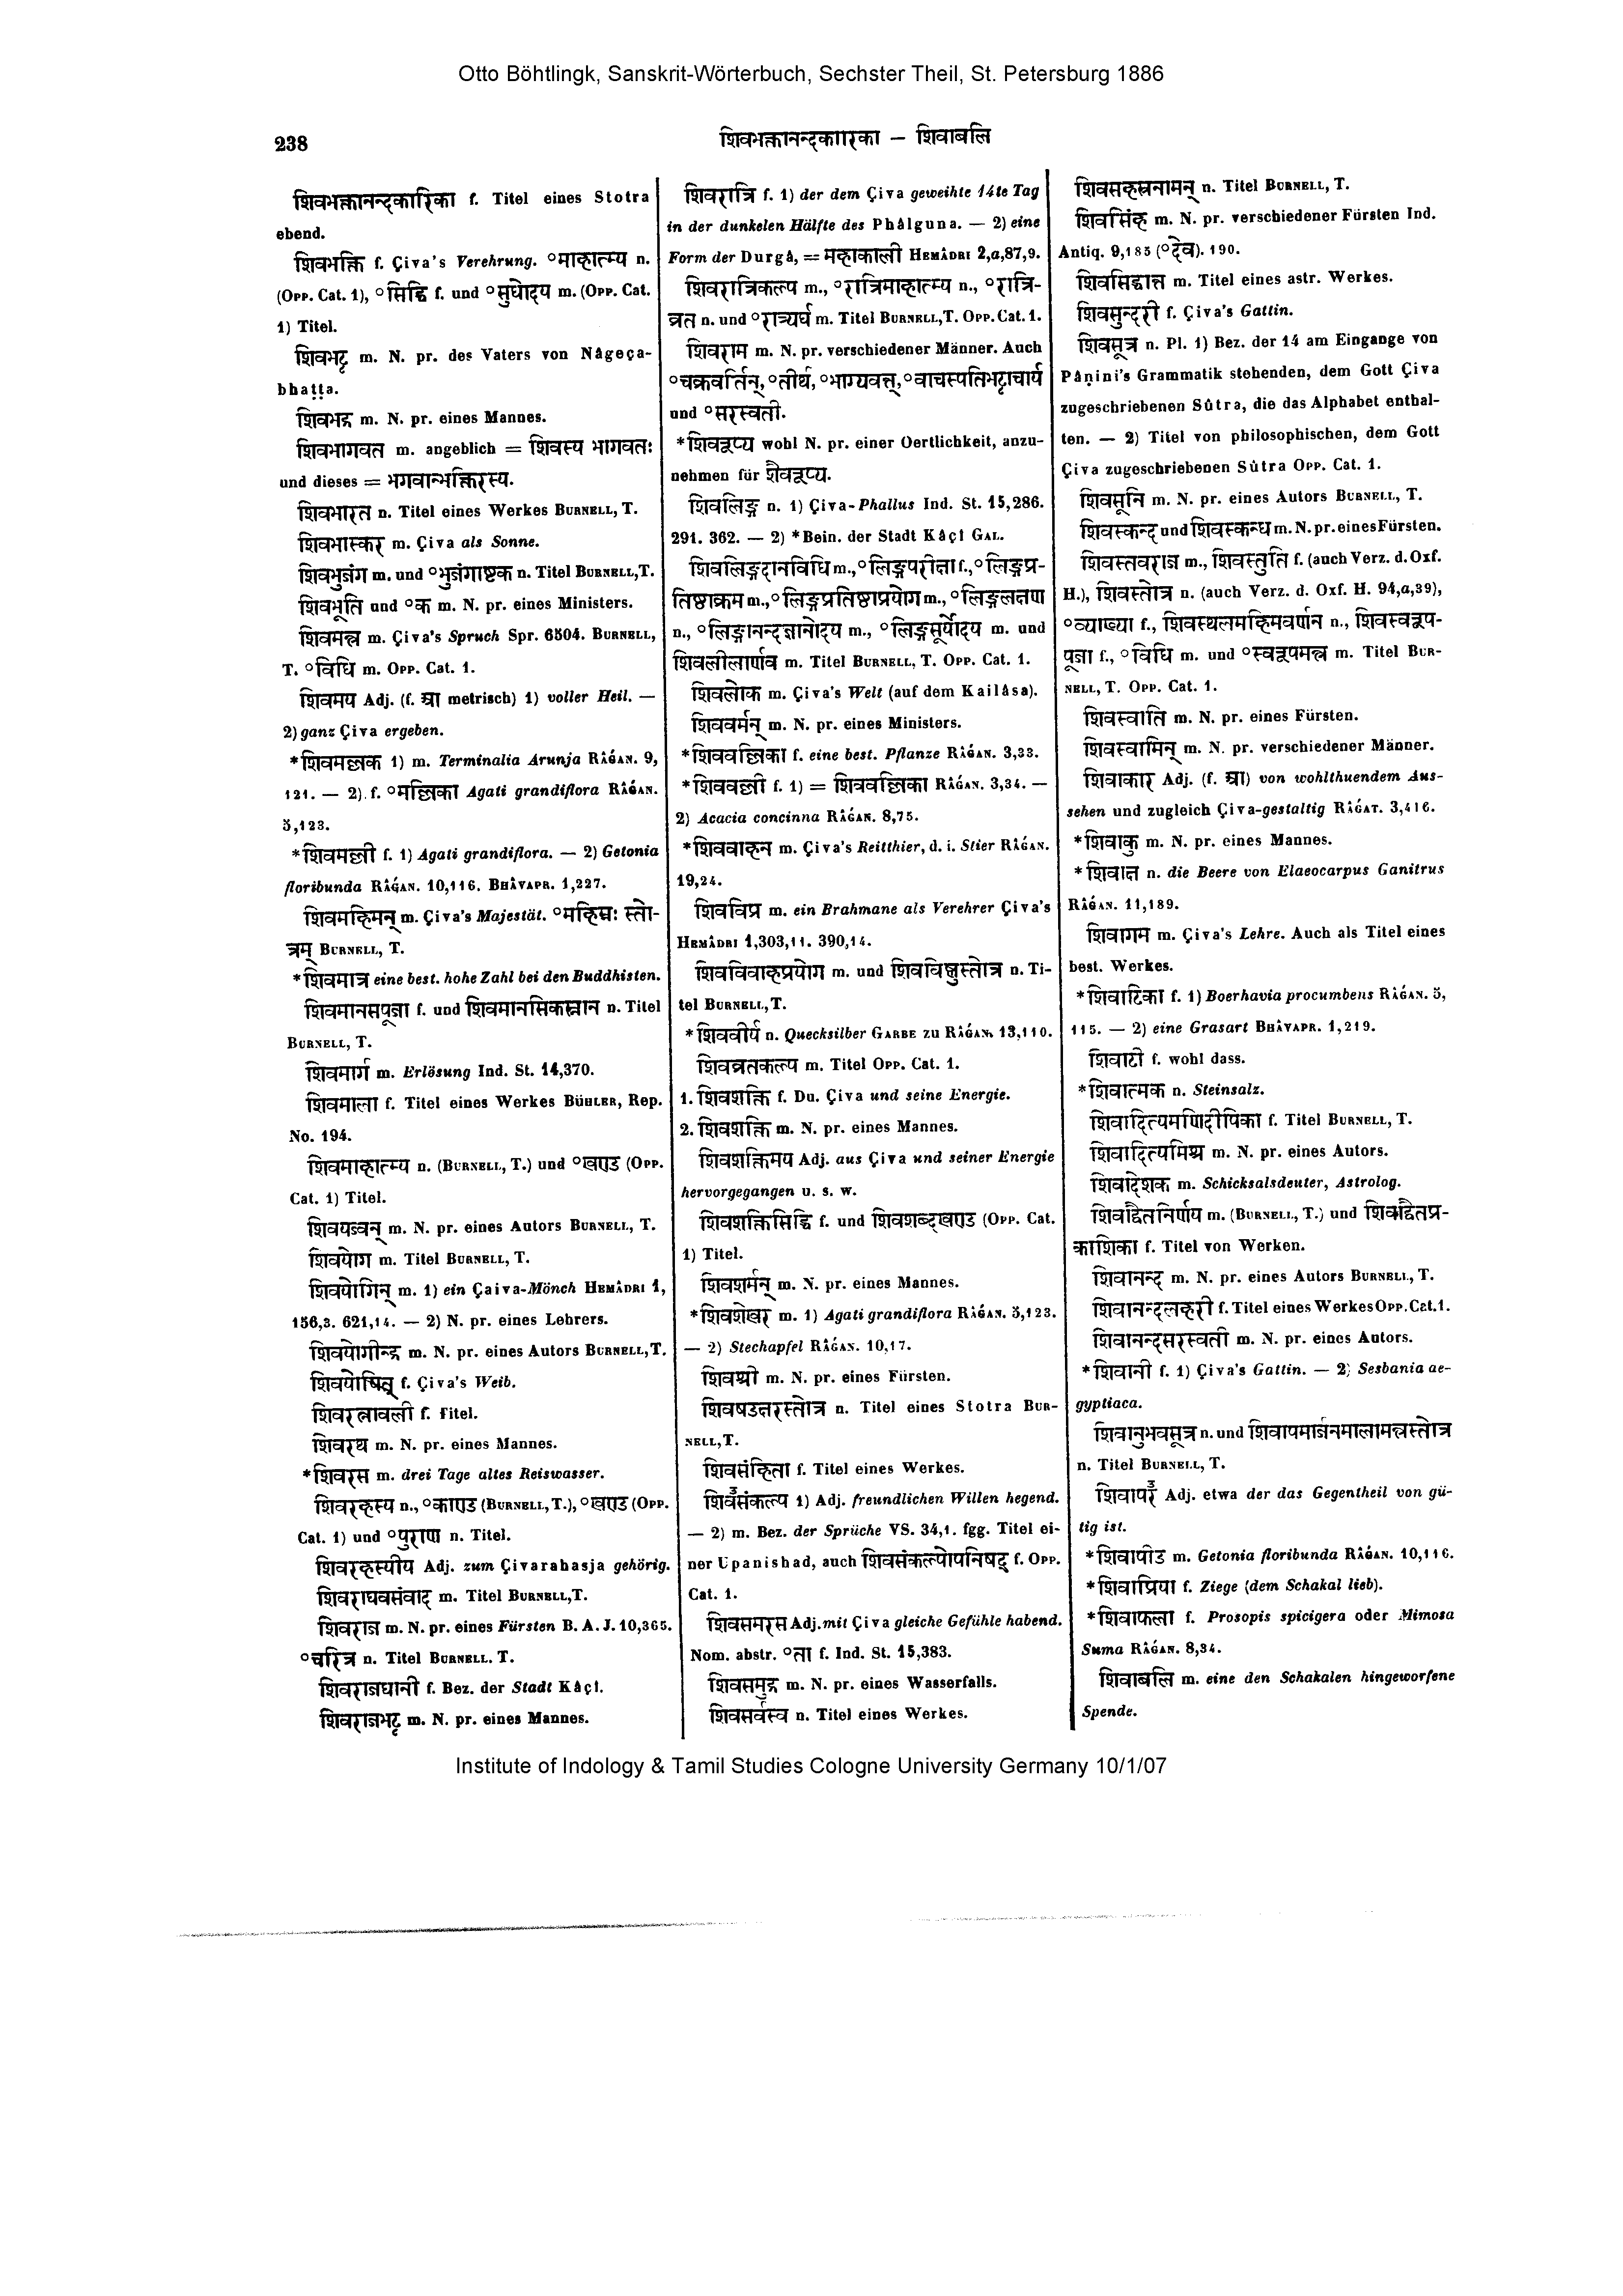 Otto Böhtlingk, Sanskrit-Wörterbuch, Sechster Theil, St. Petersburg 1886
238
शिवभक्तानन्दकारिका – शिवाबलि
शिवभक्तानन्दकारिका f. Titel eines Stotra
ebend.
शिवभक्ति f. Çiva's Verehrung. °माहात्म्य n.
(Opp. Cat. 1), °सिद्धि f. und °सुधोदय m. (Opp. Cat.
1) Titel.
शिवभट्ट m. N. pr. des Vaters von Nâgeça-
bhaṭṭa.
शिवभद्र m. N. pr. eines Mannes.
शिवभागवत m. angeblich = शिवस्य भागवतः
und dieses = भगवान्भक्तिरस्य.
शिवभारत n. Titel eines Werkes Burnell, T.
शिवभास्कर m. Çiva als Sonne.
शिवभुजंग m. und °भुजंगाष्टक n. Titel Burnell, T.
शिवभूति und °क m. N. pr. eines Ministers.
शिवमन्त्र m. Çiva's Spruch Spr. 6504. Burnell,
T. °विधि m. Opp. Cat. 1.
शिवमय Adj. (f. आ metrisch) 1) voller Heil. —
2) ganz Çiva ergeben.
*शिवमल्लक 1) m. Terminalia Arunja Râǵan. 9,
121. — 2) f. °मल्लिका Agati grandiflora Râǵan.
5,123.
*शिवमल्ली f. 1) Agati grandiflora. — 2) Getonia
floribunda Râǵan. 10,116. Bhâvapr. 1,227.
शिवमहिमन् m. Çiva's Majestät. °महिम्नः स्तो-
त्रम् Burnell, T.
*शिवमात्र eine best. hohe Zahl bei den Buddhisten.
शिवमानसपूजा f. und शिवमानसिकस्नान n. Titel
Burnell, T.
शिवमार्ग m. Erlösung Ind. St. 14,370.
शिवमाला f. Titel eines Werkes Bühler, Rep.
No. 194.
शिवमाहात्म्य n. (Burnell, T.) und °खण्ड (Opp.
Cat. 1) Titel.
शिवयज्वन् m. N. pr. eines Autors Burnell, T.
शिवयोग m. Titel Burnell, T.
शिवयोगिन् m. 1) ein Çaiva-Mönch Hemâdri 1,
156,3. 621,14. — 2) N. pr. eines Lehrers.
शिवयोगीन्द्र m. N. pr. eines Autors Burnell, T.
शिवयोषित् f. Çiva's Weib.
शिवरत्नावली f. Titel.
शिवरथ m. N. pr. eines Mannes.
*शिवरस m. drei Tage altes Reiswasser.
शिवरहस्य n., °काण्ड (Burnell, T.), °खण्ड (Opp.
Cat. 1) und °पुराण n. Titel.
शिवरहस्यीय Adj. zum Çivarahasja gehörig.
शिवराघवसंवाद m. Titel Burnell, T.
शिवराज m. N. pr. eines Fürsten B. A. J. 10,365.
°चरित्र n. Titel Burnell. T.
शिवराजधानी f. Bez. der Stadt Kâçî.
शिवराजभट्ट m. N. pr. eines Mannes.
शिवरात्रि f. 1) der dem Çiva geweihte 14te Tag
in der dunkelen Hälfte des Phâlguna. — 2) eine
Form der Durgâ, = महाकाली Hemâdri 2,a,87,9.
शिवरात्रिकल्प m., °रात्रिमाहात्म्य n., °रात्रि-
व्रत n. und °रात्र्यर्घ m. Titel Burnell, T. Opp. Cat. 1.
शिवराम m. N. pr. verschiedener Männer. Auch
°चक्रवर्तिन्, °तीर्थ, °भाग्यवत्त्, °वाचस्पतिभट्टाचार्य
und °सरस्वती.
*शिवरूप्य wohl N. pr. einer Oertlichkeit, anzu-
nehmen für शैवरूप्य.
शिवलिङ्ग n. 1) Çiva-Phallus Ind. St. 15,286.
291. 362. — 2) *Bein. der Stadt Kâçî Gal.
शिवलिङ्गदानविधि m., °लिङ्गपरीक्षा f., °लिङ्गप्र-
तिष्ठाक्रम m., °लिङ्गप्रतिष्ठाप्रयोग m., °लिङ्गलक्षण
n., °लिङ्गानन्दज्ञानोदय m., °लिङ्गसूर्योदय m. und
शिवलीलार्णव m. Titel Burnell, T. Opp. Cat. 1.
शिवलोक m. Çiva's Welt (auf dem Kailâsa).
शिववर्मन् m. N. pr. eines Ministers.
*शिववल्लिका f. eine best. Pflanze Râǵan. 3,33.
*शिववल्ली f. 1) = शिववल्लिका Râǵan. 3,34. —
2) Acacia concinna Râǵan. 8,75.
*शिववाहन m. Çiva's Reitthier, d. i. Stier Râǵan.
19,24.
शिवविप्र m. ein Brahmane als Verehrer Çiva's
Hemâdri 1,303,11. 390,14.
शिवविवाहप्रयोग m. und शिवविष्णुस्तोत्र n. Ti-
tel Burnell, T.
*शिववीर्य n. Quecksilber Garbe zu Râǵan. 13,110.
शिवव्रतकल्प m. Titel Opp. Cat. 1.
1. शिवशक्ति f. Du. Çiva und seine Energie.
2. शिवशक्ति m. N. pr. eines Mannes.
शिवशक्तिमय Adj. aus Çiva und seiner Energie
hervorgegangen u. s. w.
शिवशक्तिसिद्धि f. und शिवशब्दखण्ड (Opp. Cat.
1) Titel.
शिवशर्मन् m. N. pr. eines Mannes.
*शिवशेखर m. 1) Agati grandiflora Râǵan. 5,123.
— 2) Stechapfel Râǵan. 10,17.
शिवश्री m. N. pr. eines Fürsten.
शिवषडक्षरस्तोत्र n. Titel eines Stotra Bur-
nell, T.
शिवसंहिता f. Titel eines Werkes.
शिवसंकल्प 1) Adj. freundlichen Willen hegend.
— 2) m. Bez. der Sprüche VS. 34,1. fgg. Titel ei-
ner Upanishad, auch शिवसंकल्पोपनिषद् f. Opp.
Cat. 1.
शिवसमरस Adj. mit Çiva gleiche Gefühle habend.
Nom. abstr. °ता f. Ind. St. 15,383.
शिवसमुद्र m. N. pr. eines Wasserfalls.
शिवसर्वस्व n. Titel eines Werkes.
शिवसहस्रनामन् n. Titel Burnell, T.
शिवसिंह m. N. pr. verschiedener Fürsten Ind.
Antiq. 9,185 (°देव). 190.
शिवसिद्धान्त m. Titel eines astr. Werkes.
शिवसुन्दरी f. Çiva's Gattin.
शिवसूत्र n. Pl. 1) Bez. der 14 am Eingange von
Pâṇini's Grammatik stehenden, dem Gott Çiva
zugeschriebenen Sûtra, die das Alphabet enthal-
ten. — 2) Titel von philosophischen, dem Gott
Çiva zugeschriebenen Sûtra Opp. Cat. 1.
शिवसूनि m. N. pr. eines Autors Burnell, T.
शिवस्कन्द und शिवस्कन्ध m. N. pr. eines Fürsten.
शिवस्तवराज m., शिवस्तुति f. (auch Verz. d. Oxf.
H.), शिवस्तोत्र n. (auch Verz. d. Oxf. H. 94,a,39),
°व्याख्या f., शिवस्थलमहिमवर्णन n., शिवस्वरूप-
पूजा f., °विधि m. und °स्वरूपमन्त्र m. Titel Bur-
nell, T. Opp. Cat. 1.
शिवस्वाति m. N. pr. eines Fürsten.
शिवस्वामिन् m. N. pr. verschiedener Männer.
शिवाकार Adj. (f. आ) von wohlthuendem Aus-
sehen und zugleich Çiva-gestaltig Râǵat. 3,416.
*शिवाकु m. N. pr. eines Mannes.
*शिवाक्ष n. die Beere von Elaeocarpus Ganitrus
Râǵan. 11,189.
शिवागम m. Çiva's Lehre. Auch als Titel eines
best. Werkes.
*शिवाटिका f. 1) Boerhavia procumbens Râǵan. 5,
115. — 2) eine Grasart Bhâvapr. 1,219.
शिवाटी f. wohl dass.
*शिवात्मक n. Steinsalz.
शिवादित्यमणिदीपिका f. Titel Burnell, T.
शिवादित्यमिश्र m. N. pr. eines Autors.
शिवादेशक m. Schicksalsdeuter, Astrolog.
शिवाद्वैतनिर्णय m. (Burnell, T.) und शिवाद्वैतप्र-
काशिका f. Titel von Werken.
शिवानन्द m. N. pr. eines Autors Burnell, T.
शिवानन्दलहरी f. Titel eines Werkes Opp. Cat. 1.
शिवानन्दसरस्वती m. N. pr. eines Autors.
*शिवानी f. 1) Çiva's Gattin. — 2) Sesbania ae-
gyptiaca.
शिवानुभवसूत्र n. und शिवापमार्जनमालामन्त्रस्तोत्र
n. Titel Burnell, T.
शिवापर Adj. etwa der das Gegentheil von gü-
tig ist.
*शिवापीड m. Getonia floribunda Râǵan. 10,116.
*शिवाप्रिया f. Ziege (dem Schakal lieb).
*शिवाफला f. Prosopis spicigera oder Mimosa
Suma Râǵan. 8,34.
शिवाबलि m. eine den Schakalen hingeworfene
Spende.
Institute of Indology & Tamil Studies Cologne University Germany 10/1/07